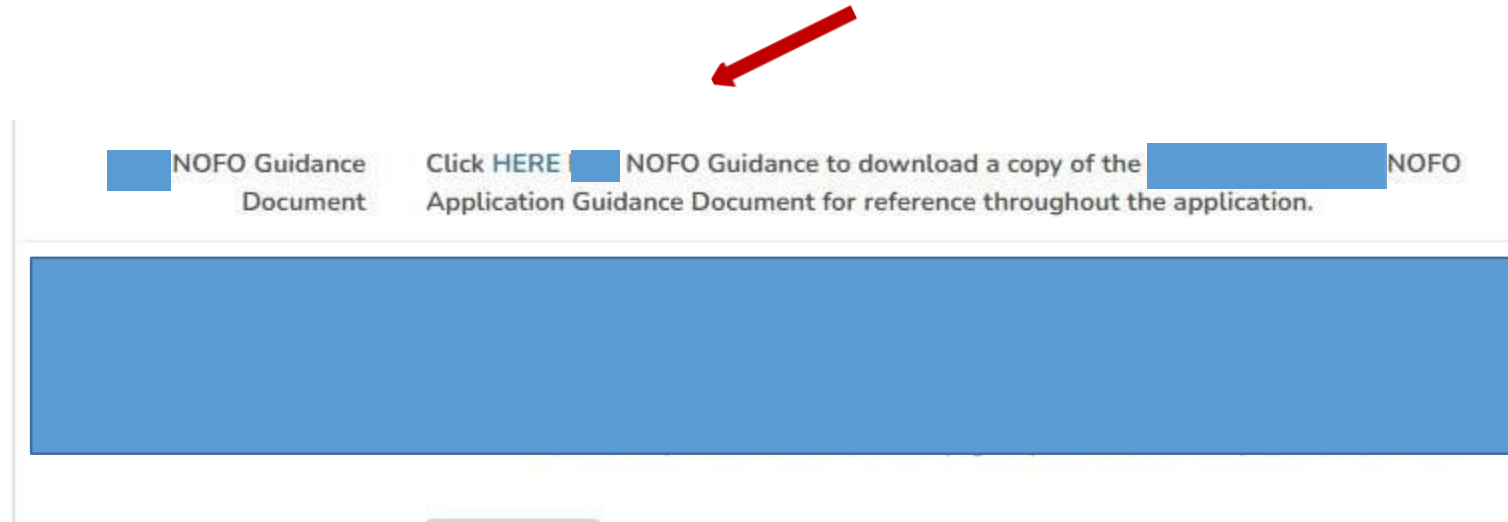 NOFO Guidance
Document
Click HERE NOFO Guidance to download a copy of the NOFO
Application Guidance Document for reference throughout the application.